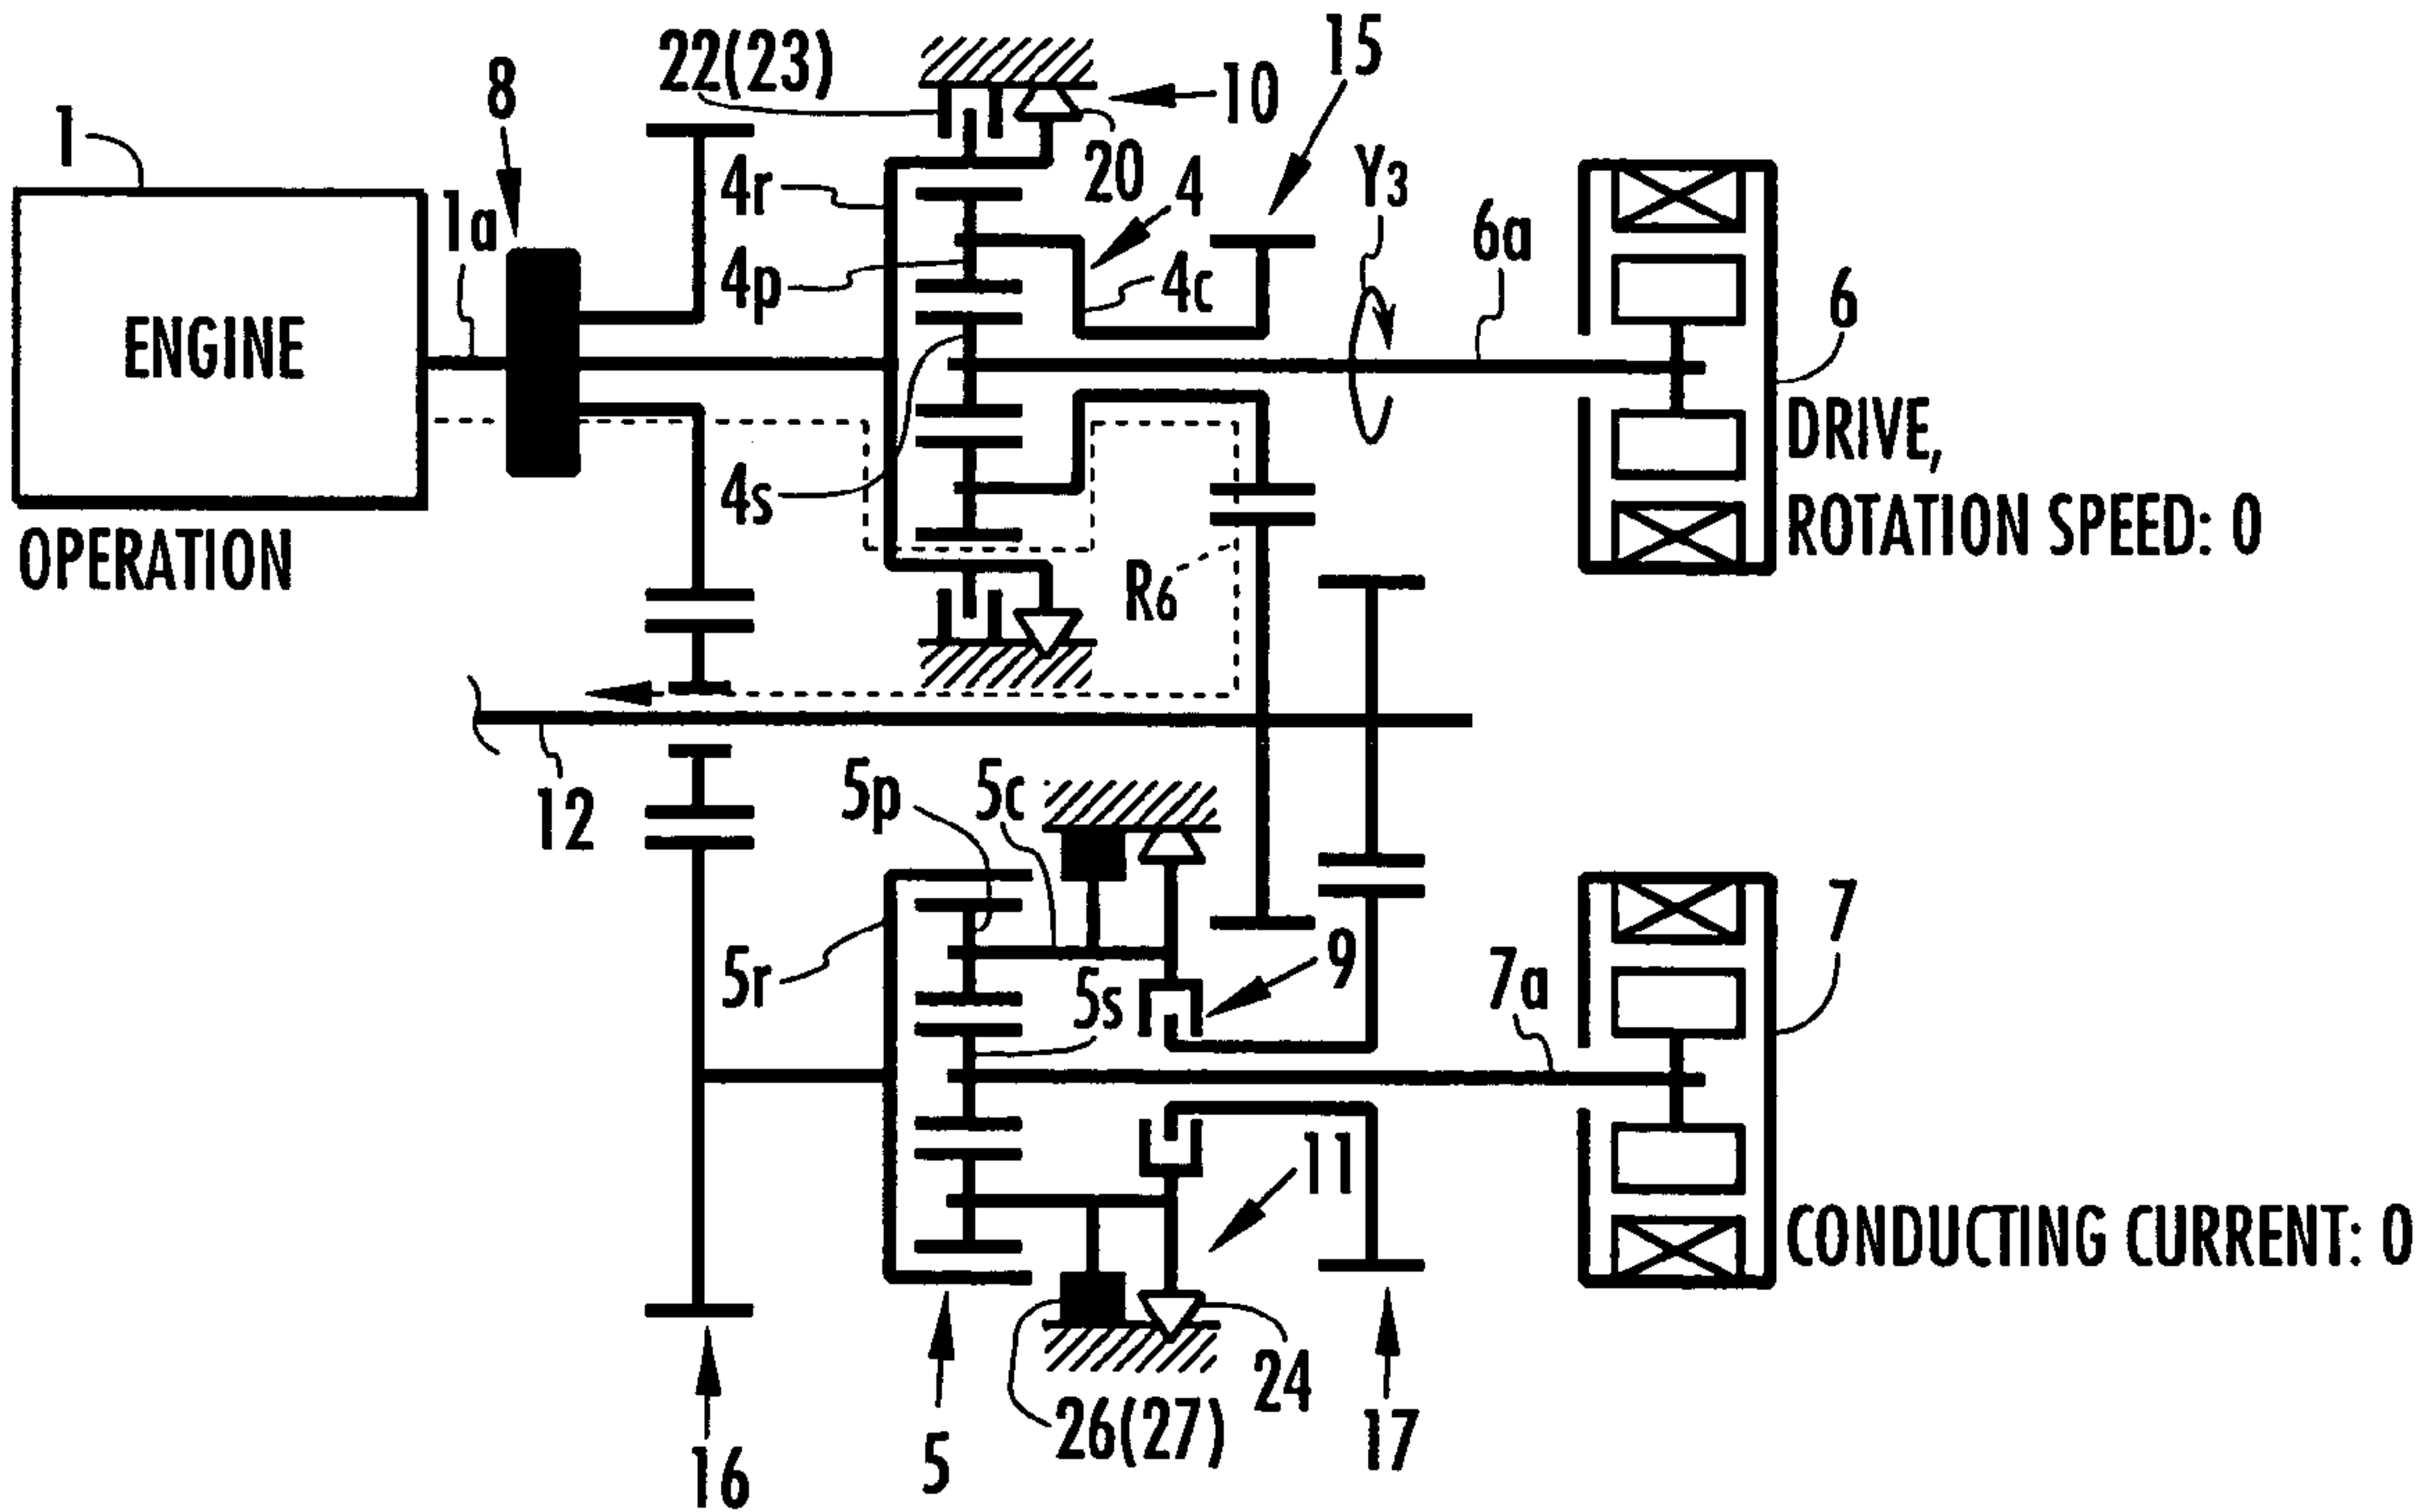 22(23)
15
8
10
1
20
4r
4
Y3
1a
6a
4p
4c
6
ENGINE
DRIVE,
4s
ROTATION SPEED: 0
OPERATION
R6
5p
5c
12
7
9
5r
5s
7a
11
CONDUCTING CURRENT: 0
24
26(27)
17
5
16